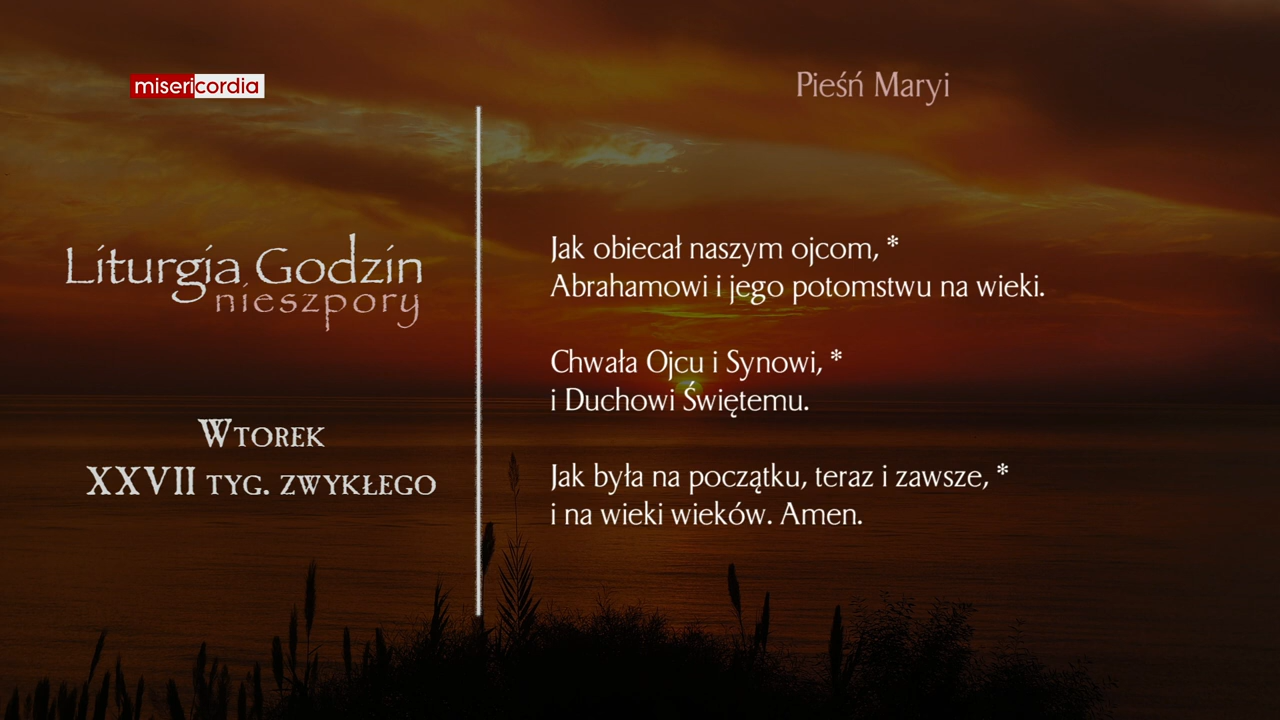 misericordia
Pieśń Maryi
Liturgia Godzin
nieszpory
Wtorek
XXVII tyg. zwykłego
Jak obiecał naszym ojcom, *
Abrahamowi i jego potomstwu na wieki.
Chwała Ojcu i Synowi, *
i Duchowi Świętemu.
Jak była na początku, teraz i zawsze, *
i na wieki wieków. Amen.